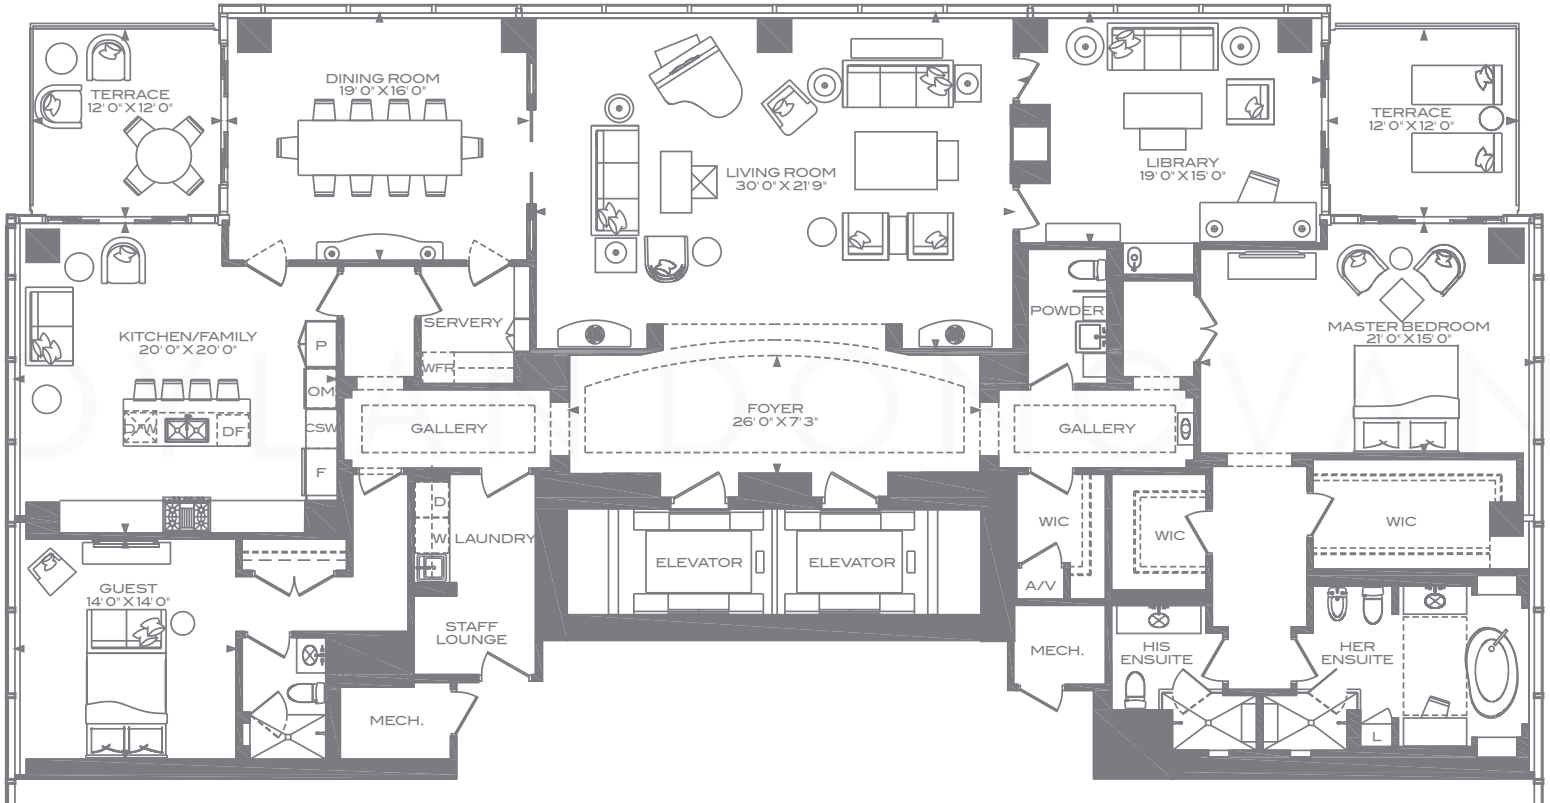 DINING ROOM
19' 0" X 16' 0"
TERRACE
12' 0" X 12' 0"
LIVING ROOM
30' 0" X 21' 9"
LIBRARY
19' 0" X 15' 0"
TERRACE
12' 0" X 12' 0"
KITCHEN/FAMILY
20' 0" X 20' 0"
SERVERY
POWDER
MASTER BEDROOM
21' 0" X 15' 0"
P
WFR
OM
D/W
DF
CSW
F
GALLERY
FOYER
26' 0" X 7' 3"
GALLERY
DYLAN DONOVAN
D
W
LAUNDRY
ELEVATOR
ELEVATOR
WIC
A/V
WIC
WIC
GUEST
14' 0" X 14' 0"
STAFF
LOUNGE
MECH.
MECH.
HIS
ENSUITE
HER
ENSUITE
L